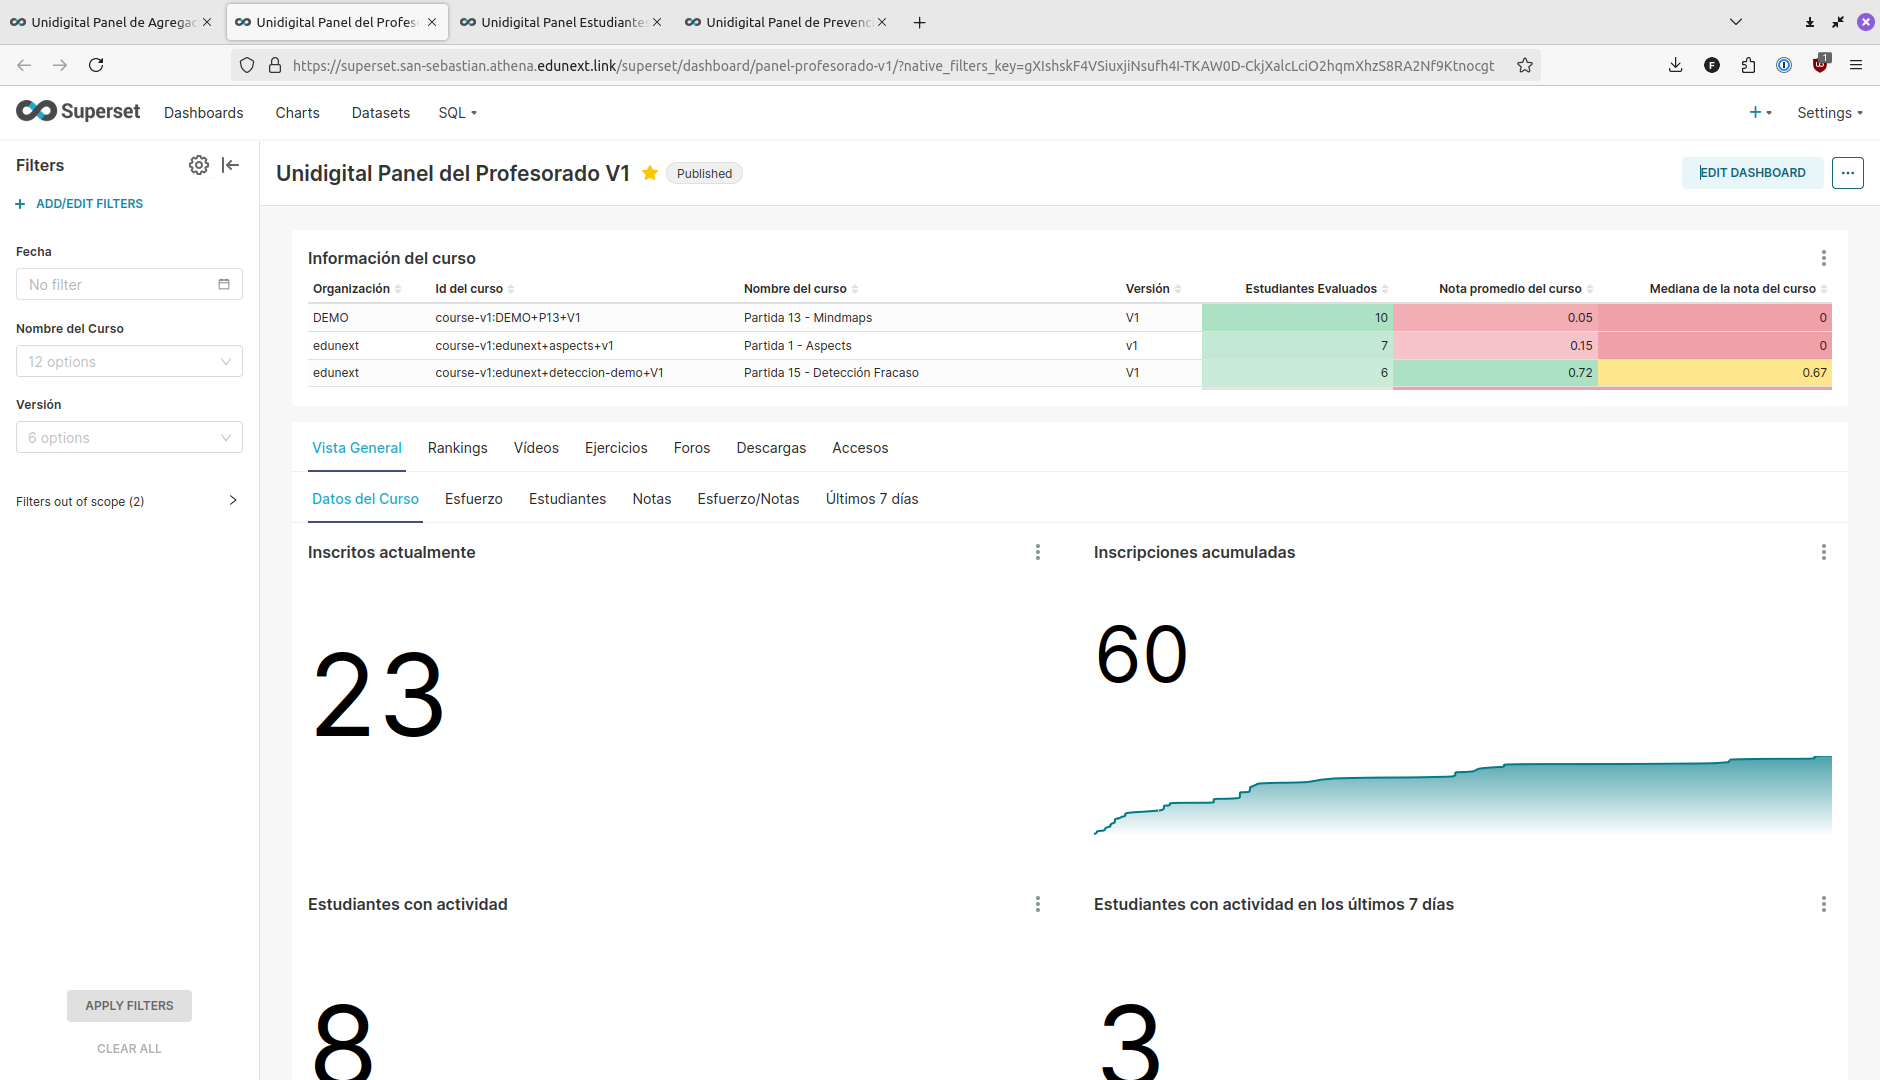 Unidigital Panel de Agregac
Unidigital Panel del Profes
Unidigital Panel Estudiantes
Unidigital Panel de Prevenc
https://superset.san-sebastian.athena.edunext.link/superset/dashboard/panel-profesorado-v1/?native_filters_key=gXIshskF4VSiuxjiNsufh4I-TKAW0D-CkjXalcLciO2hqmXhzS8RA2Nf9Ktnocgt
F
1
Superset
Dashboards
Charts
Datasets
SQL
+
Settings
Filters
+ ADD/EDIT FILTERS
Fecha
No filter
Nombre del Curso
12 options
Versión
6 options
Filters out of scope (2)
APPLY FILTERS
CLEAR ALL
Unidigital Panel del Profesorado V1
Published
EDIT DASHBOARD
...
Información del curso
Organización Id del curso Nombre del curso Versión Estudiantes Evaluados Nota promedio del curso Mediana de la nota del curso
DEMO course-v1:DEMO+P13+V1 Partida 13 - Mindmaps V1 10 0.05 0
edunext course-v1:edunext+aspects+v1 Partida 1 - Aspects v1 7 0.15 0
edunext course-v1:edunext+deteccion-demo+V1 Partida 15 - Detección Fracaso V1 6 0.72 0.67
Vista General Rankings Vídeos Ejercicios Foros Descargas Accesos
Datos del Curso Esfuerzo Estudiantes Notas Esfuerzo/Notas Últimos 7 días
Inscritos actualmente
23
Inscripciones acumuladas
60
Estudiantes con actividad
8
Estudiantes con actividad en los últimos 7 días
3